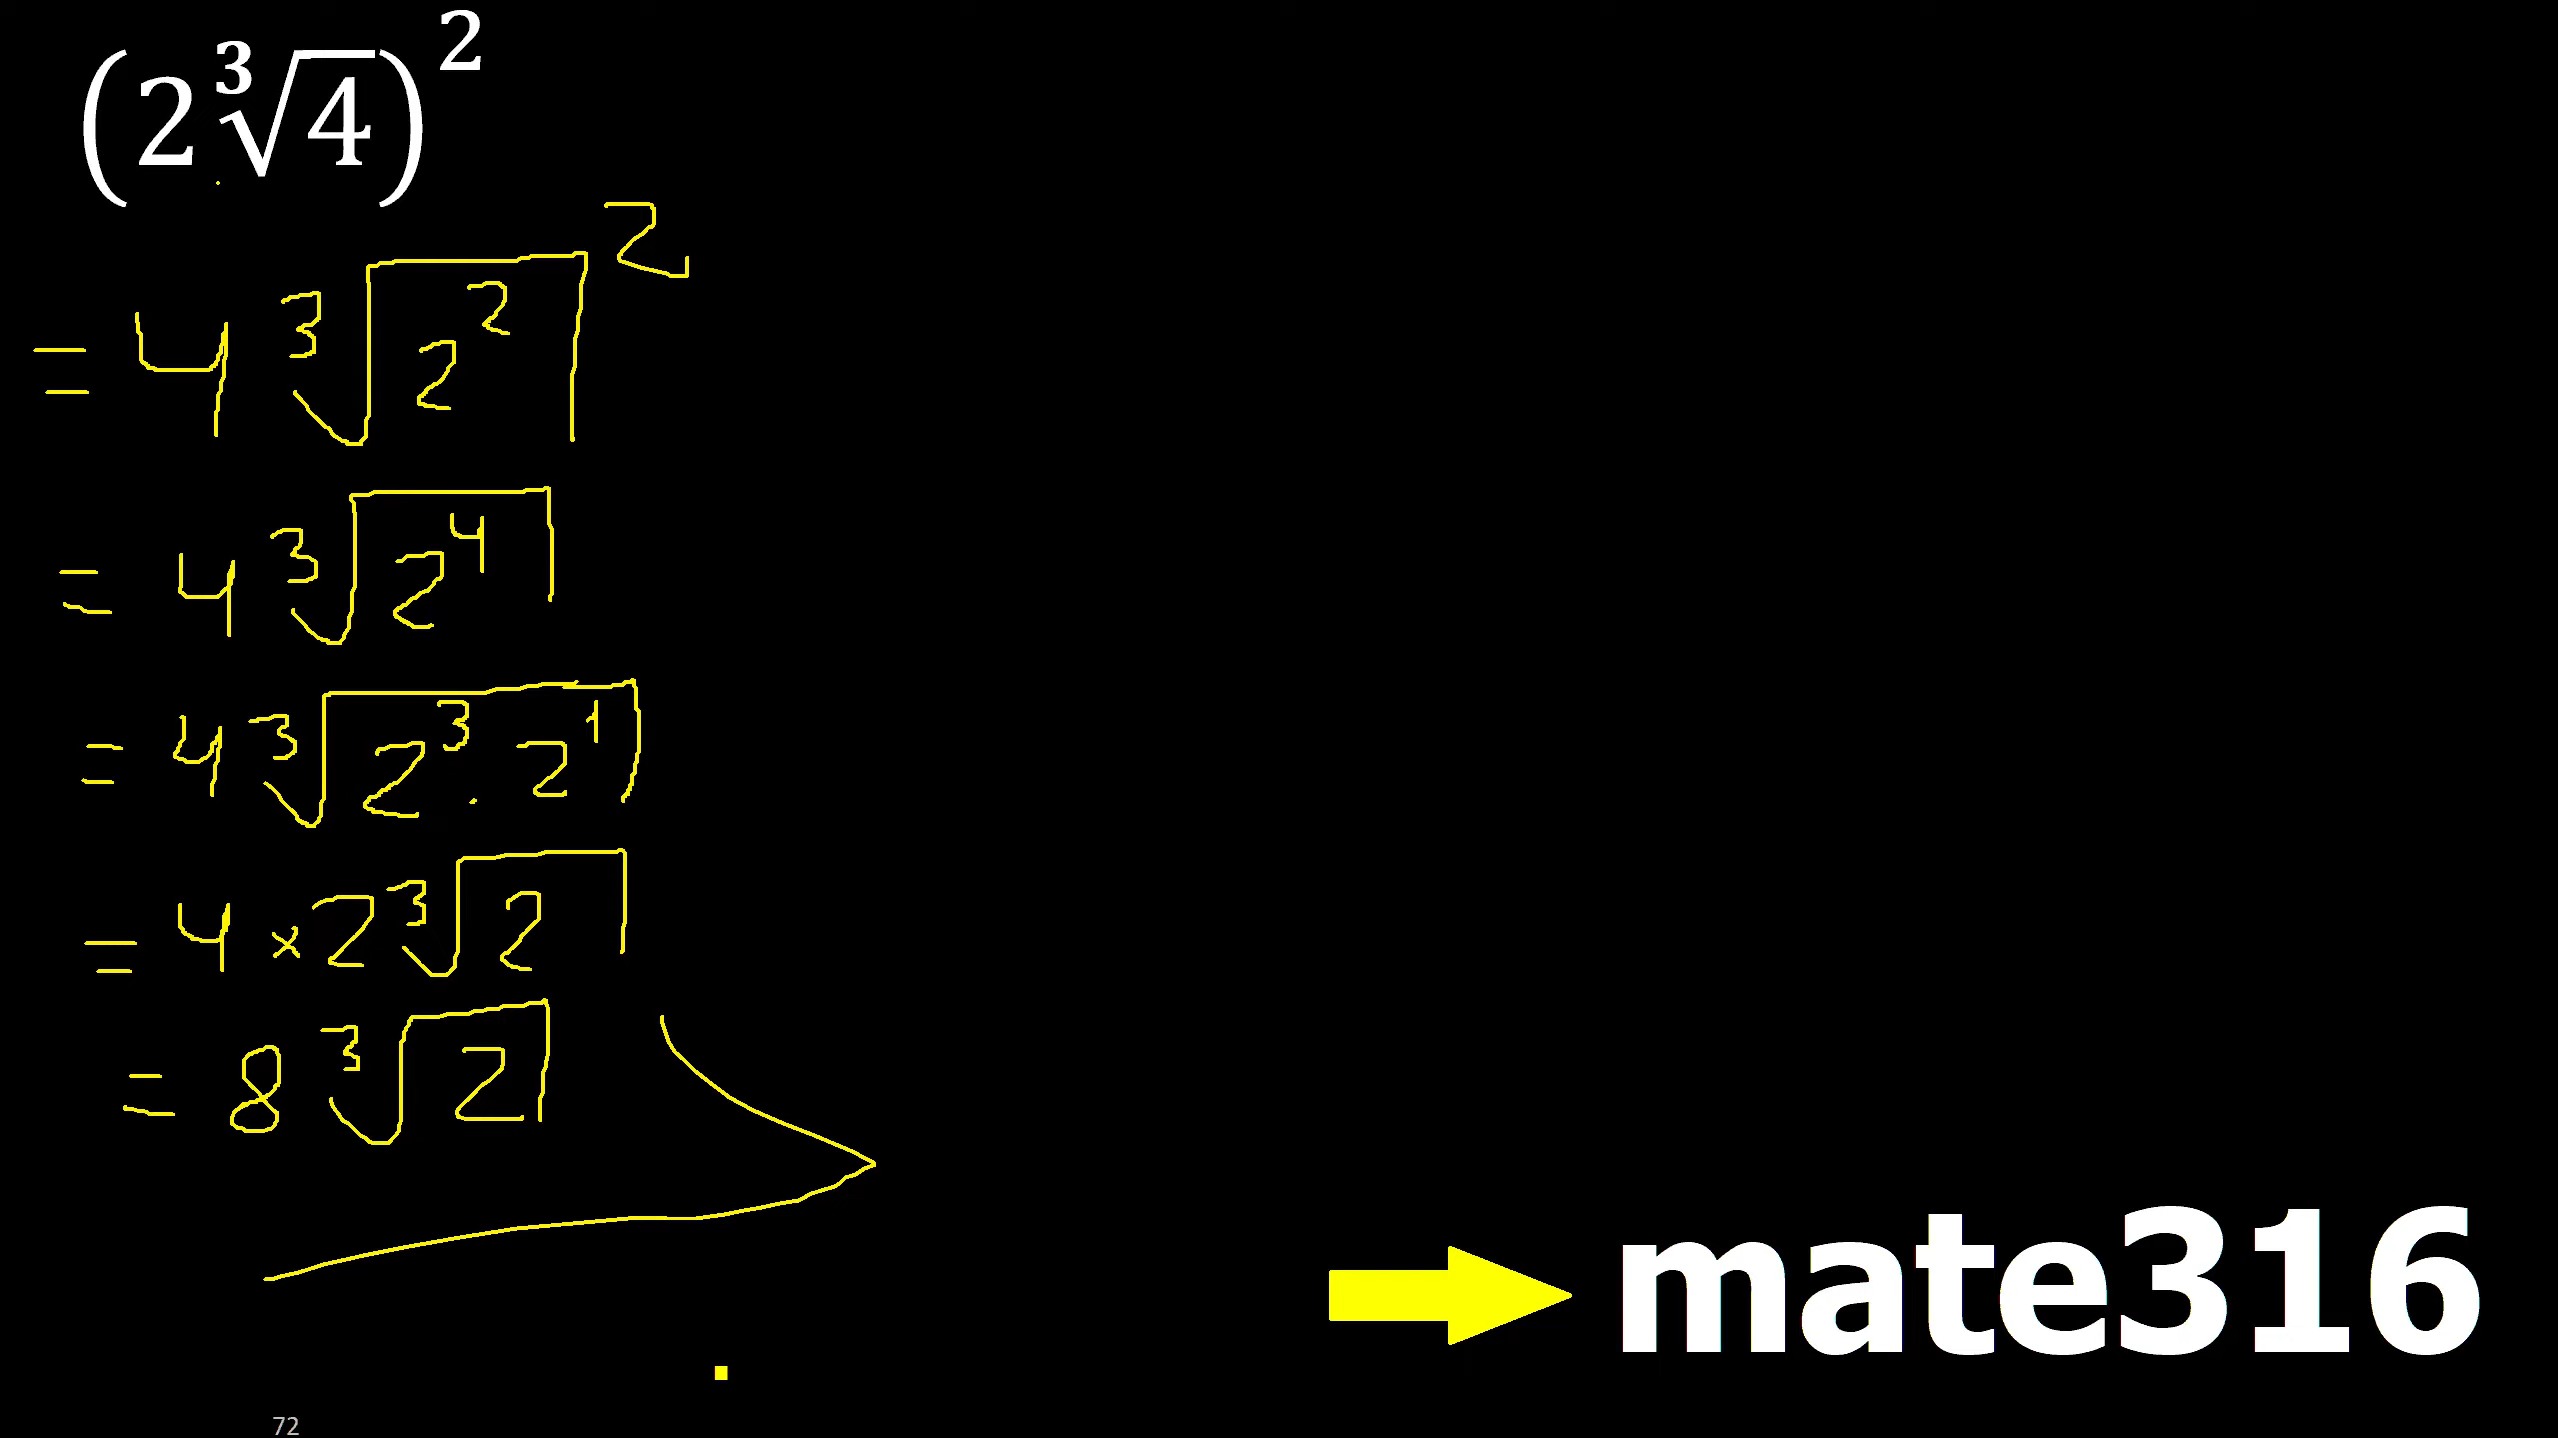 (2∛4)²
= 4 ∛(2²)²
= 4 ∛(2⁴)
= 4 ∛(2³ . 2¹)
= 4 × 2 ∛2
= 8 ∛2
mate316
72